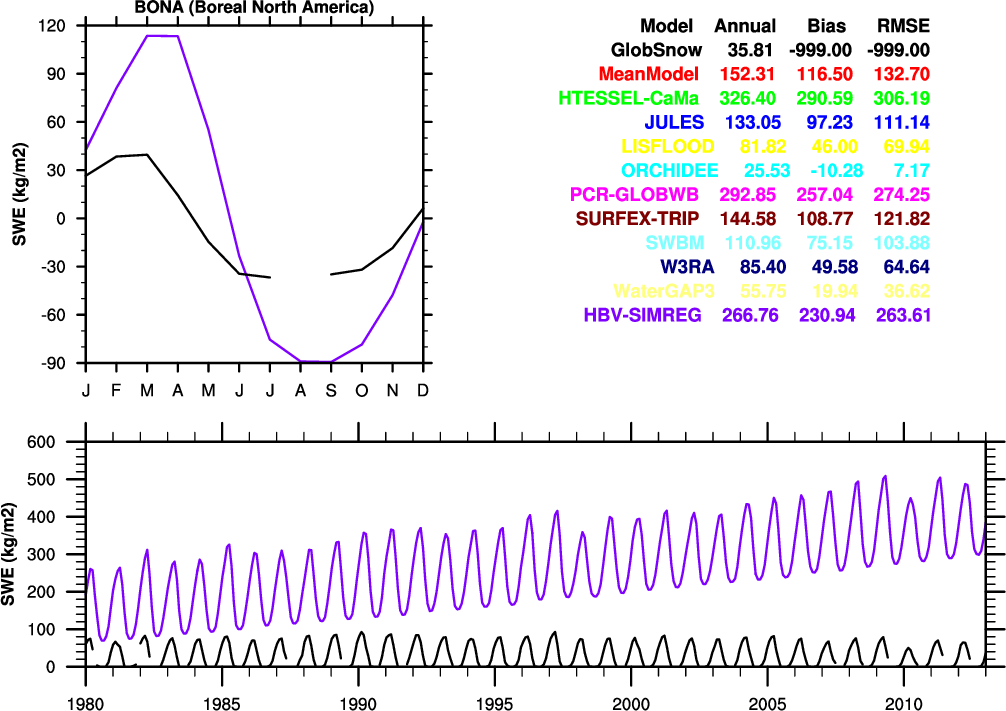 BONA (Boreal North America)
120
90
60
30
0
-30
-60
-90
SWE (kg/m2)
J F M A M J J A S O N D
Model Annual Bias RMSE
GlobSnow 35.81 -999.00 -999.00
MeanModel 152.31 116.50 132.70
HTESSEL-CaMa 326.40 290.59 306.19
JULES 133.05 97.23 111.14
LISFLOOD 81.82 46.00 69.94
ORCHIDEE 25.53 -10.28 7.17
PCR-GLOBWB 292.85 257.04 274.25
SURFEX-TRIP 144.58 108.77 121.82
SWBM 110.96 75.15 103.88
W3RA 85.40 49.58 64.64
WaterGAP3 55.75 19.94 36.62
HBV-SIMREG 266.76 230.94 263.61
600
500
400
300
200
100
0
SWE (kg/m2)
1980 1985 1990 1995 2000 2005 2010